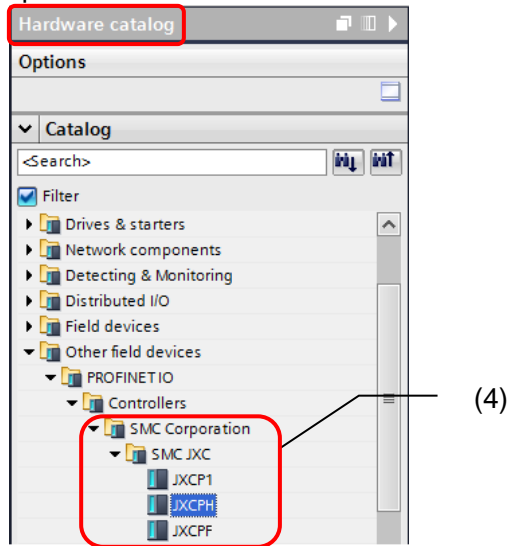 Hardware catalog
Options
Catalog
<Search>
Filter
Drives & starters
Network components
Detecting & Monitoring
Distributed I/O
Field devices
Other field devices
PROFINET IO
Controllers
(4)
SMC Corporation
SMC JXC
JXCP1
JXCPH
JXCPF